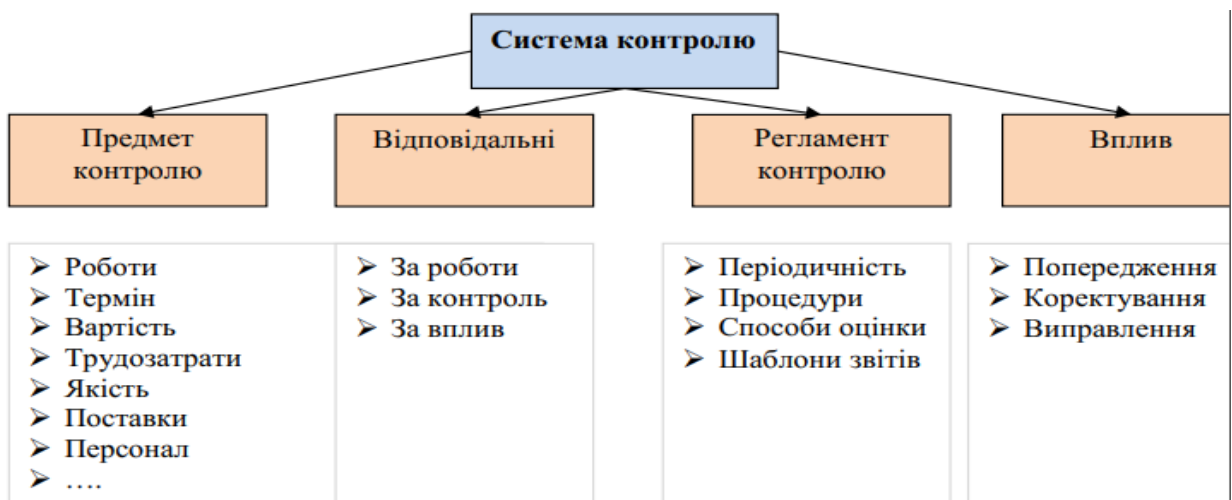 Система контролю
Предмет
контролю
Відповідальні
Регламент
контролю
Вплив
➢ Роботи
➢ Термін
➢ Вартість
➢ Трудозатрати
➢ Якість
➢ Поставки
➢ Персонал
➢ ….
➢ За роботи
➢ За контроль
➢ За вплив
➢ Періодичність
➢ Процедури
➢ Способи оцінки
➢ Шаблони звітів
➢ Попередження
➢ Коректування
➢ Виправлення